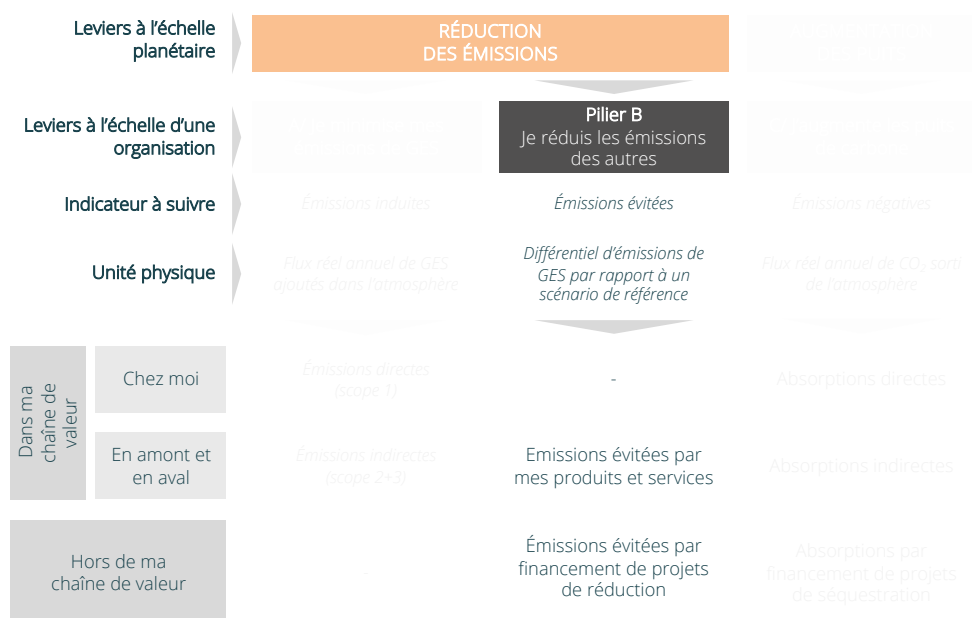 Leviers à l’échelle
planétaire
RÉDUCTION
DES ÉMISSIONS
Leviers à l’échelle d’une
organisation
Pilier B
Je réduis les émissions
des autres
Indicateur à suivre
Émissions induites
Émissions évitées
Émissions négatives
Unité physique
Flux réel annuel de GES
ajoutés dans l’atmosphère
Différentiel d’émissions de
GES par rapport à un
scénario de référence
Flux réel annuel de CO₂ sorti
de l’atmosphère
Dans ma
chaîne de
valeur
Chez moi
Émissions directes
(scope 1)
-
Absorptions directes
En amont et
en aval
Émissions indirectes
(scope 2+3)
Emissions évitées par
mes produits et services
Absorptions indirectes
Hors de ma
chaîne de valeur
-
Émissions évitées par
financement de projets
de réduction
Absorptions par
financement de projets
de séquestration